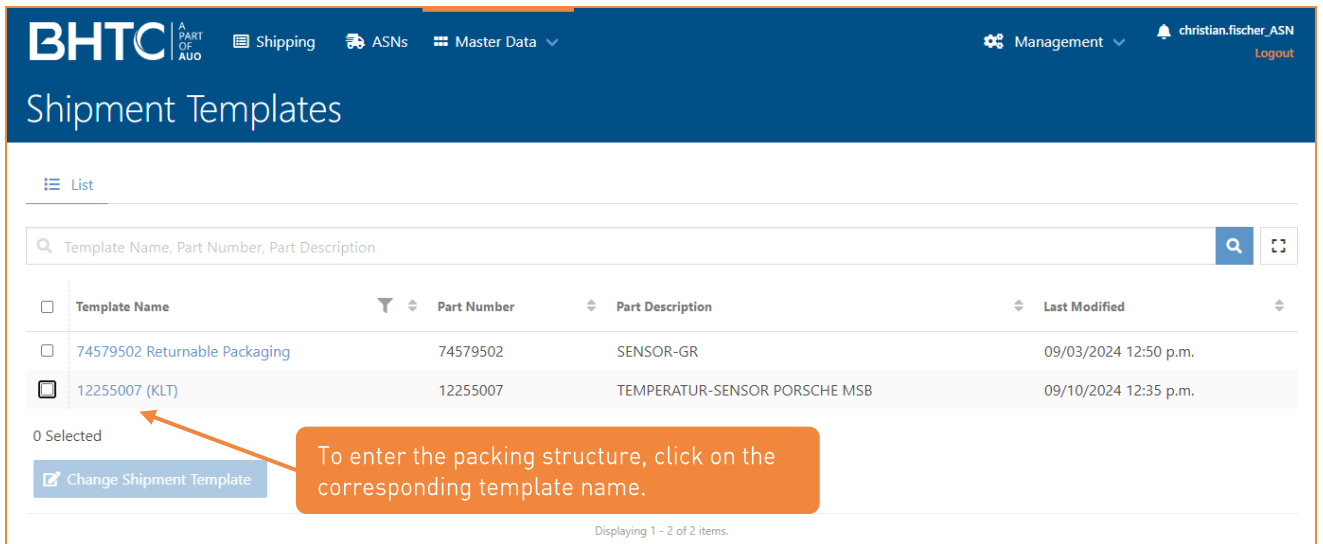 BHTC A PART OF AUO Shipping ASNs Master Data Management christian.fischer_ASN
Logout
Shipment Templates
List
Template Name, Part Number, Part Description
Template Name Part Number Part Description Last Modified
74579502 Returnable Packaging 74579502 SENSOR-GR 09/03/2024 12:50 p.m.
12255007 (KLT) 12255007 TEMPERATUR-SENSOR PORSCHE MSB 09/10/2024 12:35 p.m.
0 Selected
Change Shipment Template
To enter the packing structure, click on the
corresponding template name.
Displaying 1 - 2 of 2 items.